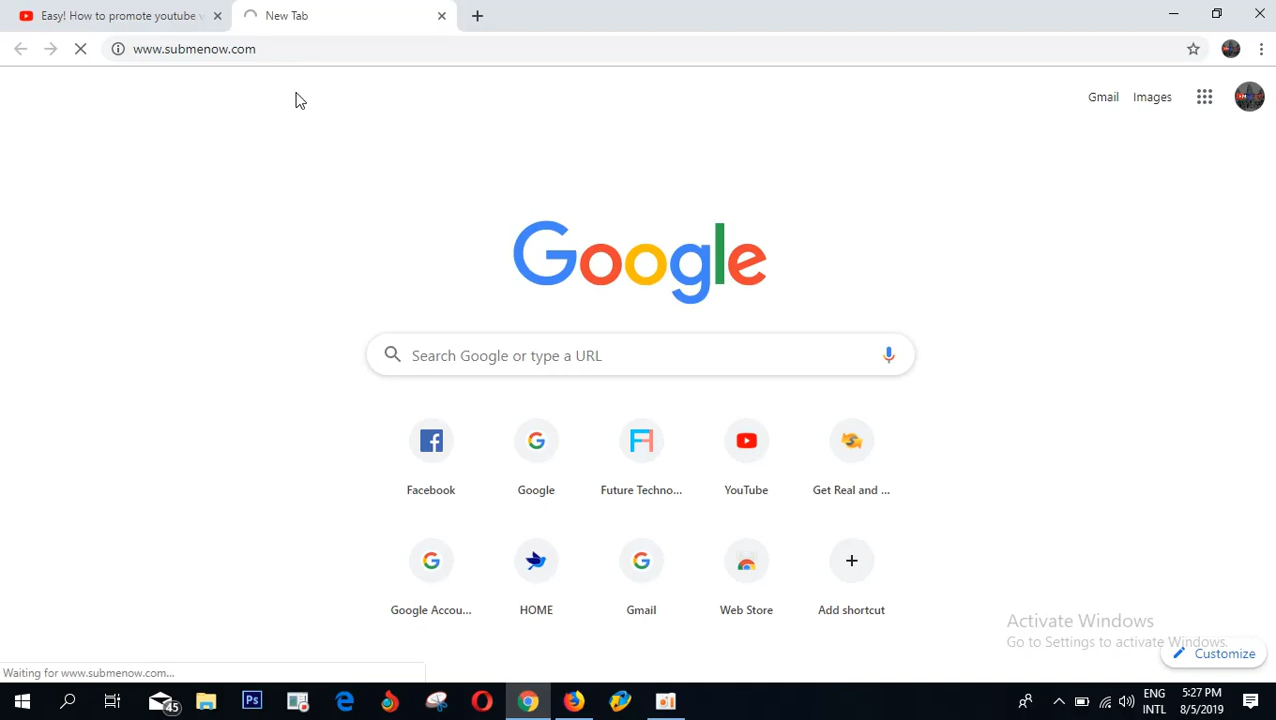 Easy! How to promote youtube v
New Tab
www.submenow.com
Gmail
Images
Google
Search Google or type a URL
Facebook
Google
Future Techno...
YouTube
Get Real and ...
Google Accou...
HOME
Gmail
Web Store
Add shortcut
Activate Windows
Go to Settings to activate Windows.
Customize
Waiting for www.submenow.com...
45
Ps
ENG
INTL
5:27 PM
8/5/2019